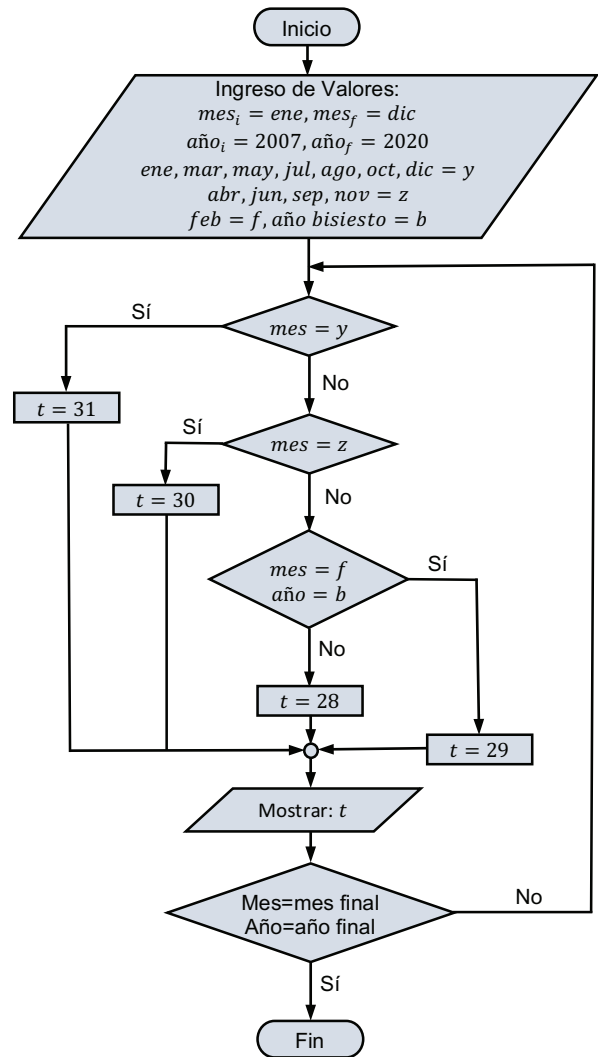 Inicio
Ingreso de Valores:
mesᵢ = ene, mes_f = dic
añoᵢ = 2007, año_f = 2020
ene, mar, may, jul, ago, oct, dic = y
abr, jun, sep, nov = z
feb = f, año bisiesto = b
Sí
mes = y
No
t = 31
Sí
mes = z
t = 30
No
mes = f
año = b
Sí
No
t = 28
t = 29
Mostrar: t
Mes=mes final
Año=año final
No
Sí
Fin